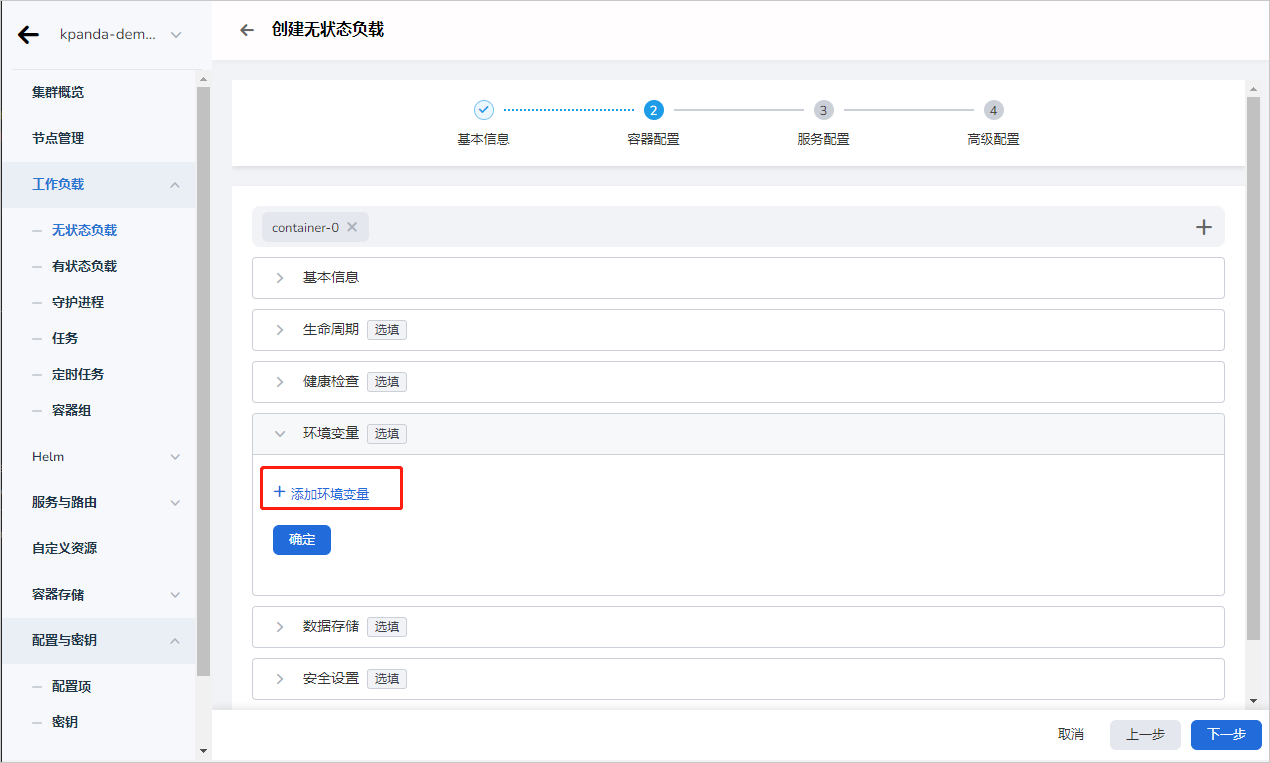 kpanda-dem...
集群概览
节点管理
工作负载
无状态负载
有状态负载
守护进程
任务
定时任务
容器组
Helm
服务与路由
自定义资源
容器存储
配置与密钥
配置项
密钥
创建无状态负载
2
3
4
基本信息
容器配置
服务配置
高级配置
container-0
基本信息
生命周期 选填
健康检查 选填
环境变量 选填
添加环境变量
确定
数据存储 选填
安全设置 选填
取消
上一步
下一步